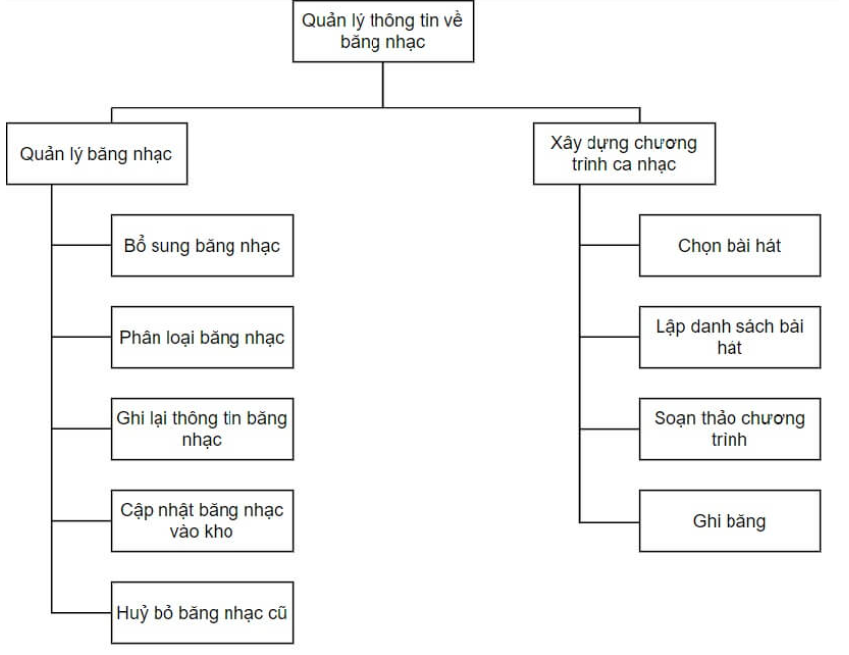 Quản lý thông tin về
băng nhạc
Quản lý băng nhạc
Xây dựng chương
trình ca nhạc
Bổ sung băng nhạc
Phân loại băng nhạc
Ghi lại thông tin băng
nhạc
Cập nhật băng nhạc
vào kho
Huỷ bỏ băng nhạc cũ
Chọn bài hát
Lập danh sách bài
hát
Soạn thảo chương
trình
Ghi băng